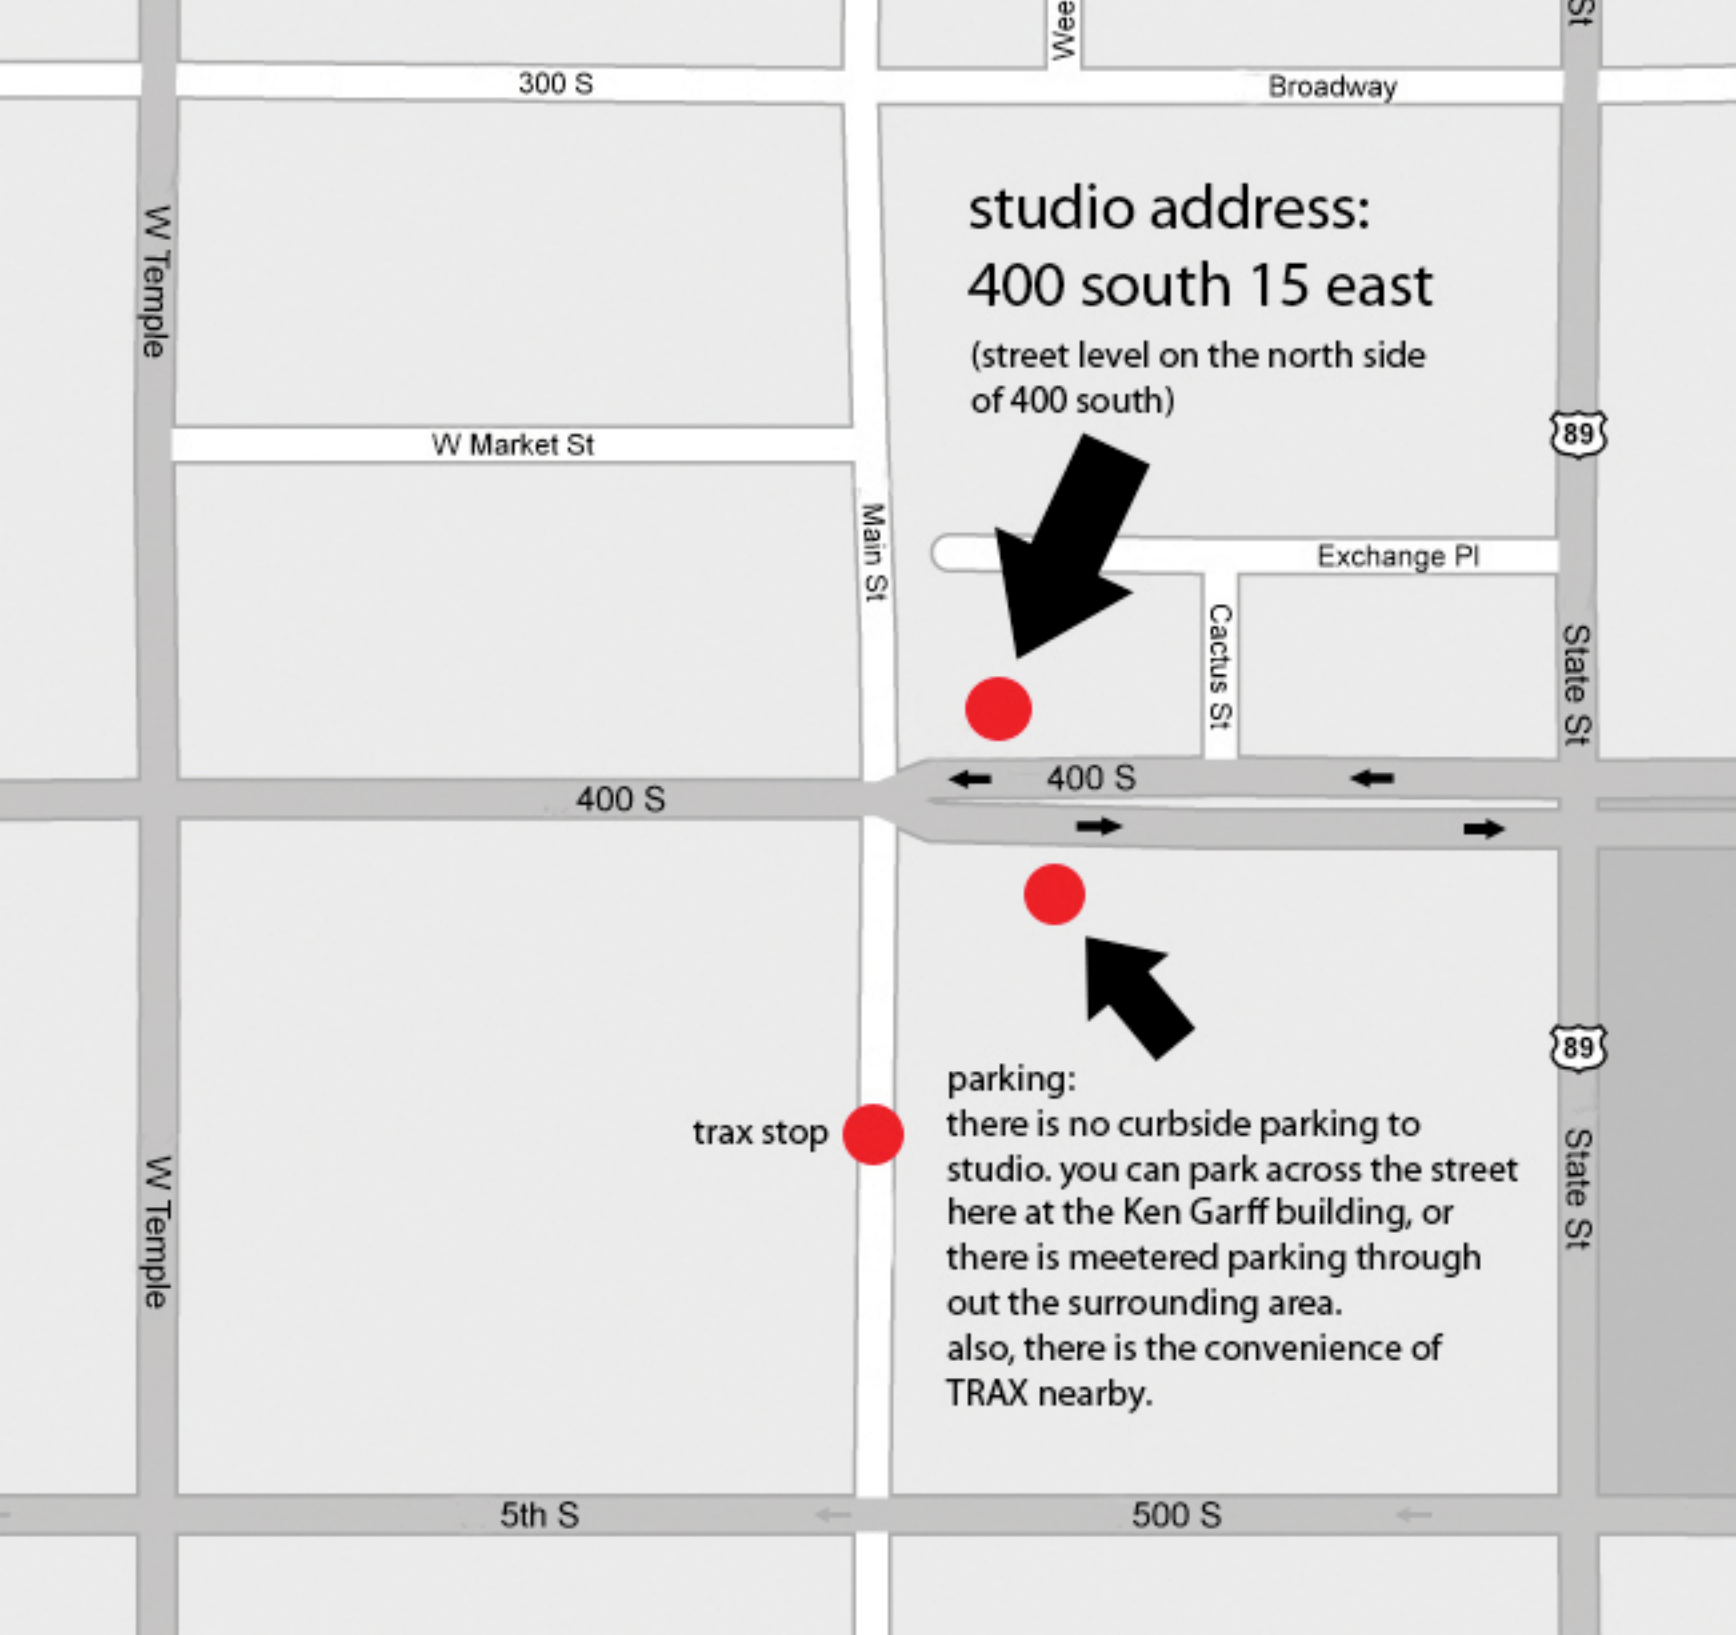 Wee
St
300 S
Broadway
W Temple
studio address:
400 south 15 east
(street level on the north side
of 400 south)
89
W Market St
Main St
Exchange Pl
Cactus St
State St
400 S
400 S
89
parking:
there is no curbside parking to
studio. you can park across the street
here at the Ken Garff building, or
there is meetered parking through
out the surrounding area.
also, there is the convenience of
TRAX nearby.
trax stop
W Temple
State St
5th S
500 S